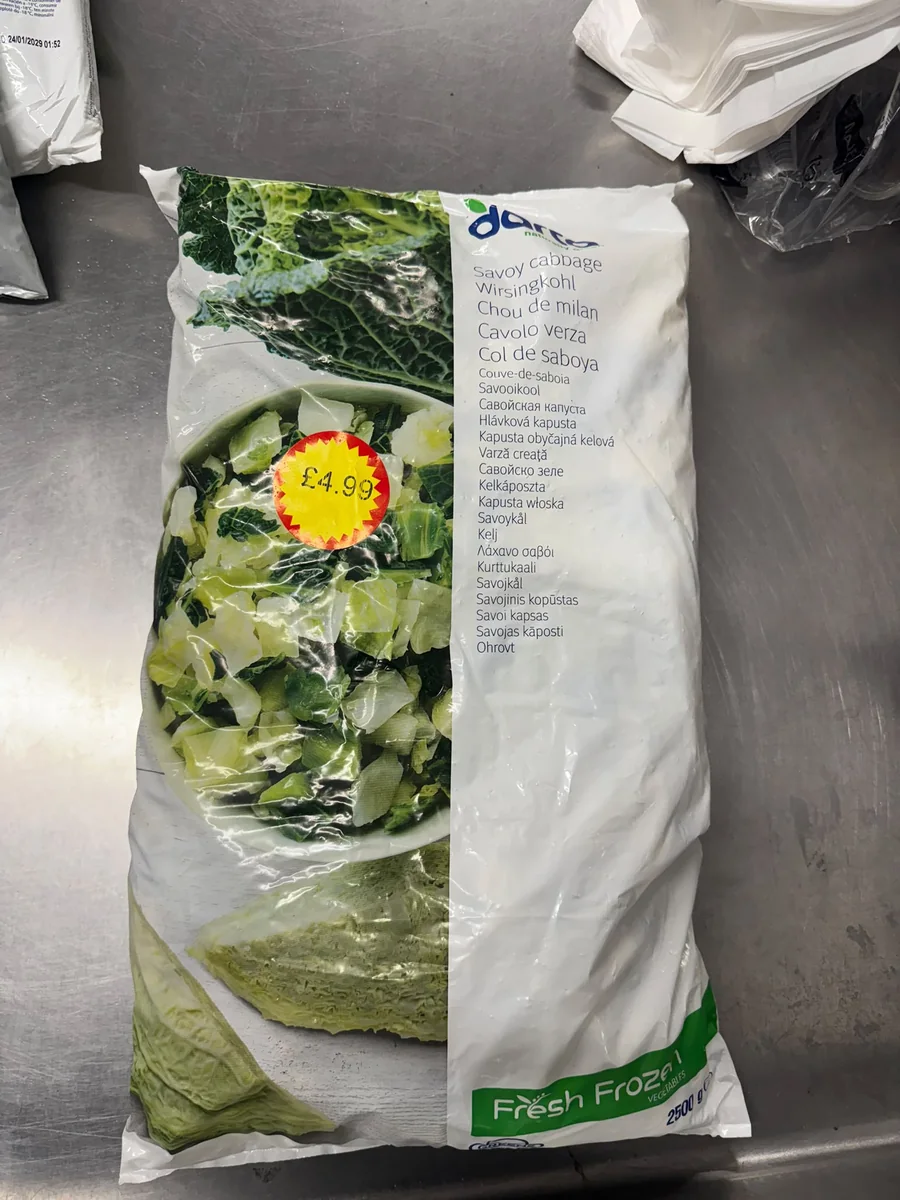 24/01/2029 01:52
Savoy cabbage
Wirsingkohl
Chou de milan
Cavolo verza
Col de saboya
Couve-de-saboia
Savooikool
Савойская капуста
Hlávková kapusta
Kapusta obyčajná kelová
Varză creaţă
Савойско зеле
Kelkáposzta
Kapusta włoska
Savoykål
Kelj
Λάχανο σαβόι
Kurttukaali
Savojkål
Savojinis kopūstas
Savoi kapsas
Savojas kāposti
Ohrovt
£4.99
Fresh Frozen
VEGETABLES
2500 g